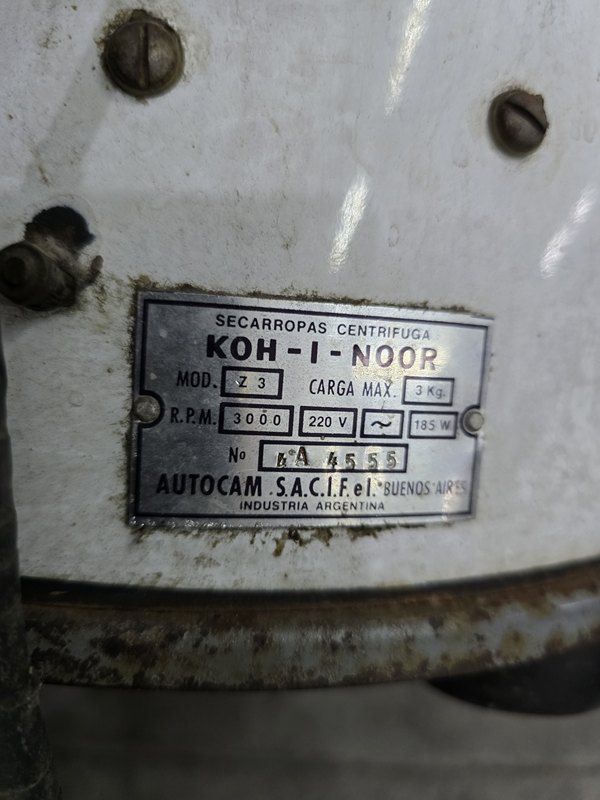 SECARROPAS CENTRIFUGA
KOH-I-NOOR
MOD. Z 3 CARGA MAX. 3 Kg.
R.P.M. 3000 220 V ~ 185 W
Nº 4A 4555
AUTOCAM S.A.C.I.F. e I. BUENOS AIRES
INDUSTRIA ARGENTINA